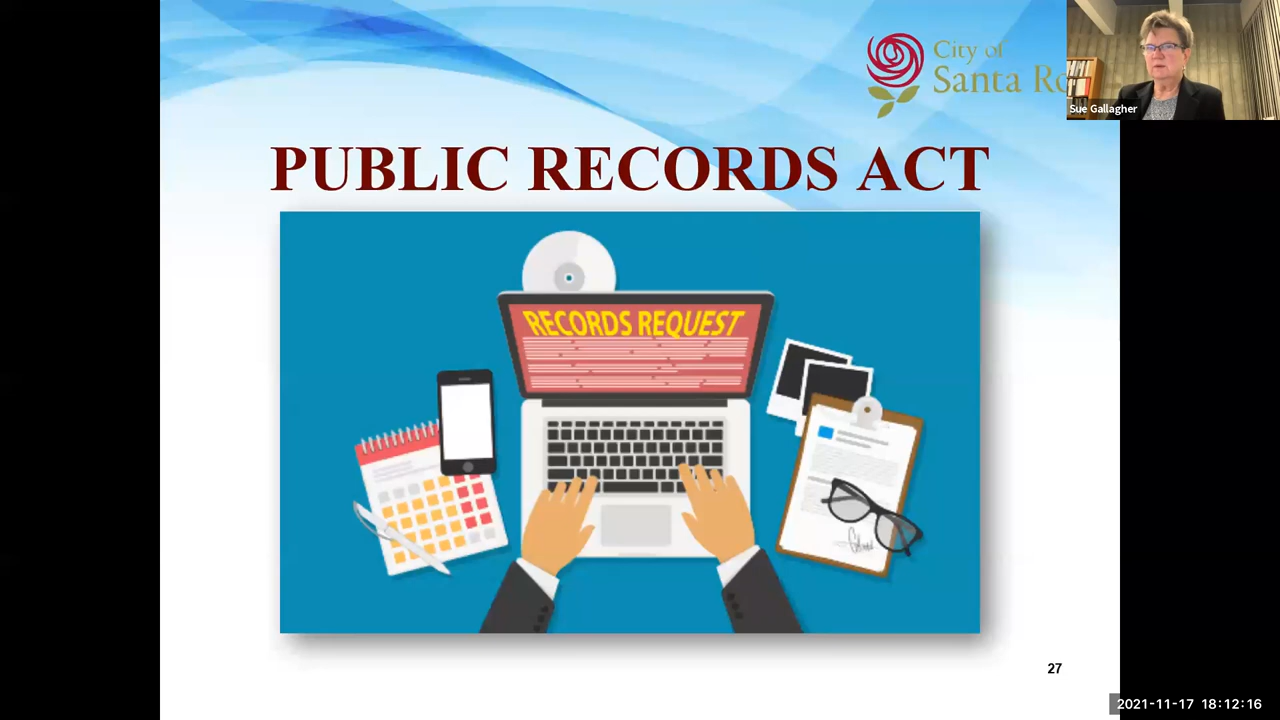 City of
Santa Ro
Sue Gallagher
PUBLIC RECORDS ACT
RECORDS REQUEST
27
2021-11-17 18:12:16